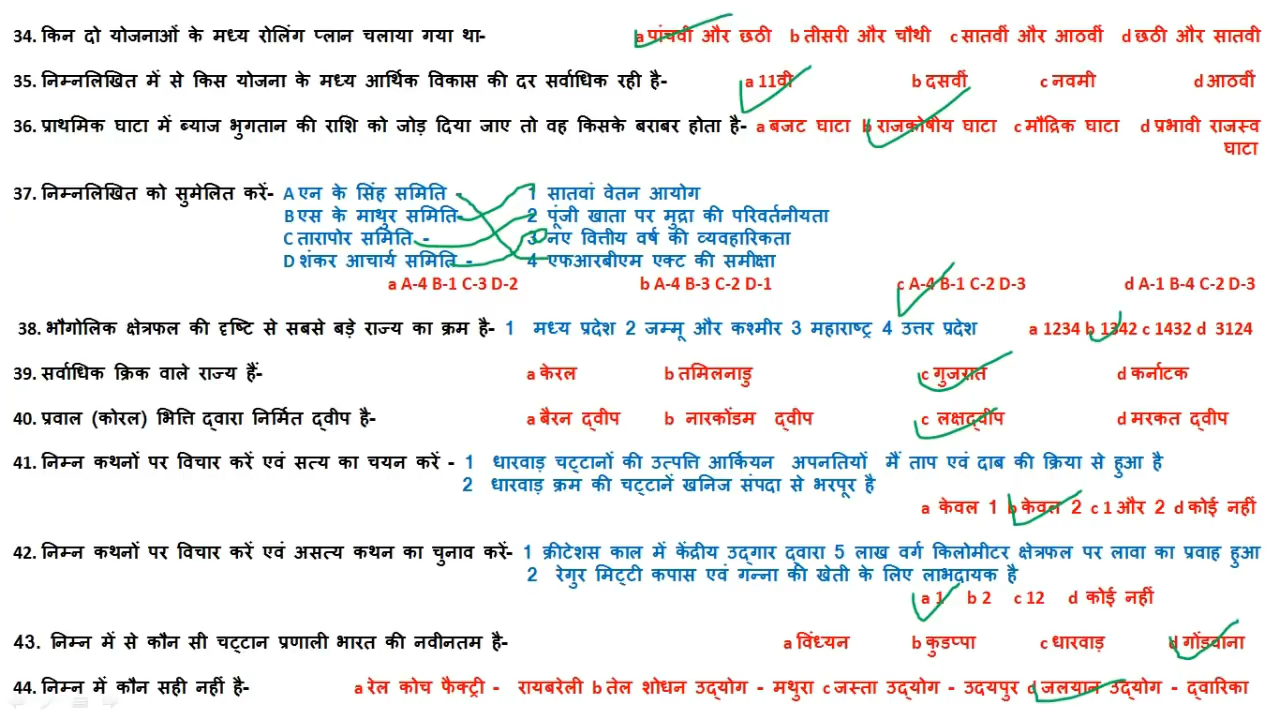 34. किन दो योजनाओं के मध्य रोलिंग प्लान चलाया गया था- a पांचवी और छठी b तीसरी और चौथी c सातवीं और आठवीं d छठी और सातवी
35. निम्नलिखित में से किस योजना के मध्य आर्थिक विकास की दर सर्वाधिक रही है- a 11वी b दसवीं c नवमी d आठवीं
36. प्राथमिक घाटा में ब्याज भुगतान की राशि को जोड़ दिया जाए तो वह किसके बराबर होता है- a बजट घाटा b राजकोषीय घाटा c मौद्रिक घाटा d प्रभावी राजस्व
घाटा
37. निम्नलिखित को सुमेलित करें- A एन के सिंह समिति - 1 सातवां वेतन आयोग
B एस के माथुर समिति- 2 पूंजी खाता पर मुद्रा की परिवर्तनीयता
C तारापोर समिति - 3 नए वित्तीय वर्ष की व्यवहारिकता
D शंकर आचार्य समिति - 4 एफआरबीएम एक्ट की समीक्षा
a A-4 B-1 C-3 D-2 b A-4 B-3 C-2 D-1 c A-4 B-1 C-2 D-3 d A-1 B-4 C-2 D-3
38. भौगोलिक क्षेत्रफल की दृष्टि से सबसे बड़े राज्य का क्रम है- 1 मध्य प्रदेश 2 जम्मू और कश्मीर 3 महाराष्ट्र 4 उत्तर प्रदेश a 1234 b 1342 c 1432 d 3124
39. सर्वाधिक क्रिक वाले राज्य हैं- a केरल b तमिलनाडु c गुजरात d कर्नाटक
40. प्रवाल (कोरल) भित्ति द्वारा निर्मित द्वीप है- a बैरन द्वीप b नारकोंडम द्वीप c लक्षद्वीप d मरकत द्वीप
41. निम्न कथनों पर विचार करें एवं सत्य का चयन करें - 1 धारवाड़ चट्टानों की उत्पत्ति आर्कियन अपनतियों में ताप एवं दाब की क्रिया से हुआ है
2 धारवाड़ क्रम की चट्टानें खनिज संपदा से भरपूर है
a केवल 1 b केवल 2 c 1 और 2 d कोई नहीं
42. निम्न कथनों पर विचार करें एवं असत्य कथन का चुनाव करें- 1 क्रीटेशस काल में केंद्रीय उद्गार द्वारा 5 लाख वर्ग किलोमीटर क्षेत्रफल पर लावा का प्रवाह हुआ
2 रेगुर मिट्टी कपास एवं गन्ना की खेती के लिए लाभदायक है
a 1 b 2 c 12 d कोई नहीं
43. निम्न में से कौन सी चट्टान प्रणाली भारत की नवीनतम है- a विंध्यन b कुडप्पा c धारवाड़ d गोंडवाना
44. निम्न में कौन सही नहीं है- a रेल कोच फैक्ट्री - रायबरेली b तेल शोधन उद्योग - मथुरा c जस्ता उद्योग - उदयपुर d जलयान उद्योग - द्वारिका